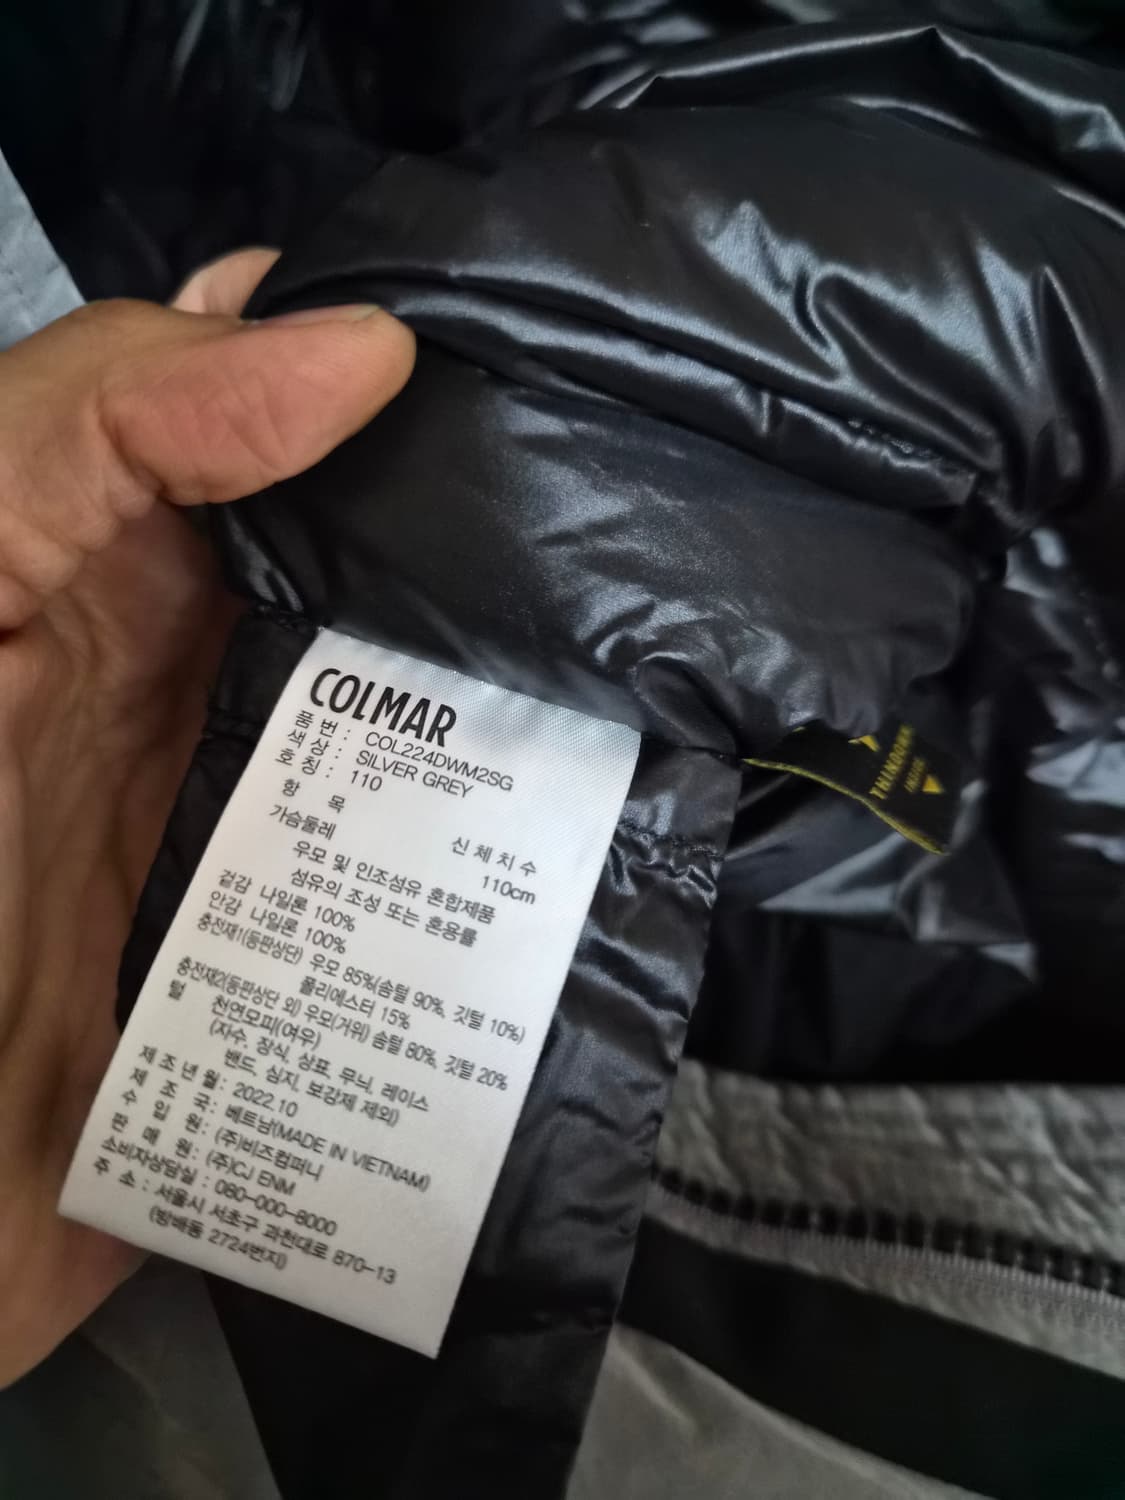 COLMAR
품 번 : COL224DWM2SG
색 상 : SILVER GREY
호 칭 : 110
항 목 신 체 치 수
가슴둘레 110cm
우모 및 인조섬유 혼합제품
섬유의 조성 또는 혼용률
겉감 나일론 100%
안감 나일론 100%
충전재1(등판상단) 우모 85%(솜털 90%, 깃털 10%)
폴리에스터 15%
충전재2(등판상단 외) 우모(거위) 솜털 80%, 깃털 20%
털 천연모피(여우)
(자수, 장식, 상표, 무늬, 레이스
밴드, 심지, 보강제 제외)
제 조 년 월 : 2022.10
제 조 국 : 베트남(MADE IN VIETNAM)
수 입 원 : (주)비즈컴퍼니
판 매 원 : (주)CJ ENM
소비자상담실 : 080-000-8000
주 소 : 서울시 서초구 과천대로 870-13
(방배동 2724번지)
THINDOWN
INSIDE